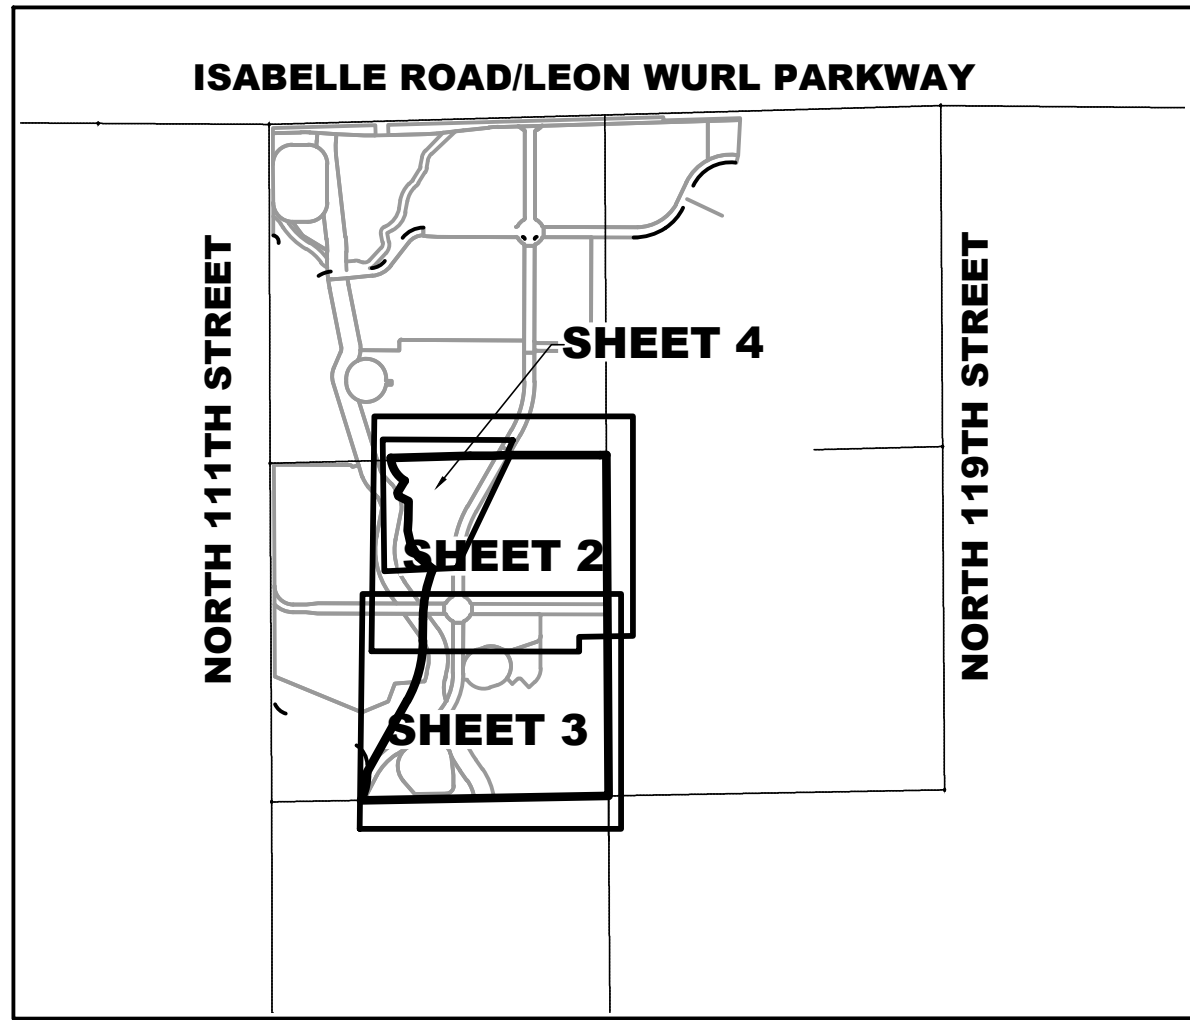 ISABELLE ROAD/LEON WURL PARKWAY
NORTH 111TH STREET
SHEET 4
NORTH 119TH STREET
SHEET 2
SHEET 3